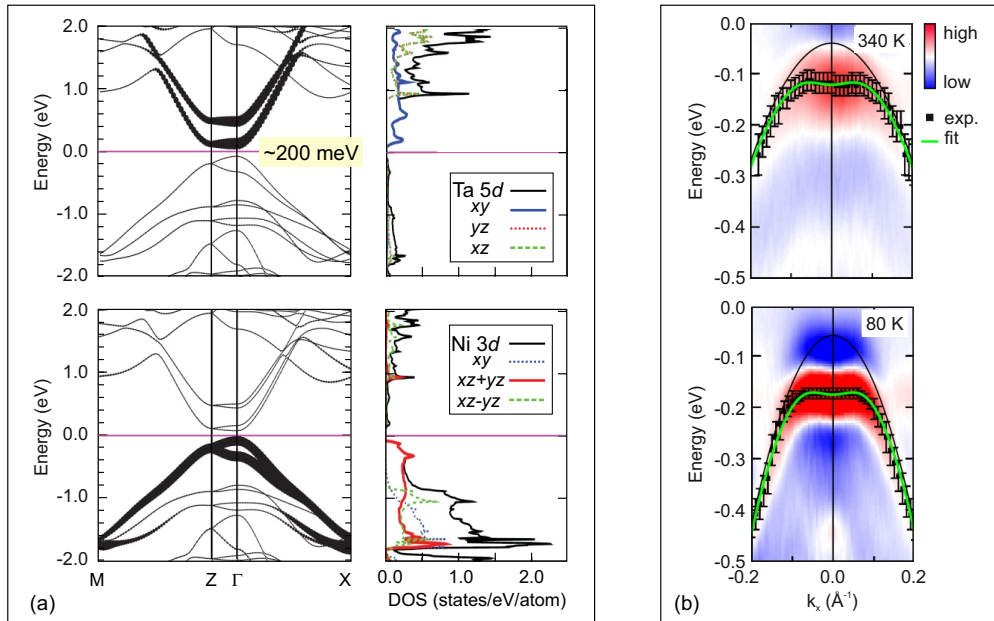 2.0
1.0
0.0
-1.0
-2.0
Energy (eV)
~200 meV
Ta 5d
xy
yz
xz
2.0
1.0
0.0
-1.0
-2.0
Energy (eV)
M
Z
Γ
X
Ni 3d
xy
xz+yz
xz-yz
0.0
1.0
2.0
DOS (states/eV/atom)
(a)
-0.0
-0.1
-0.2
-0.3
-0.4
-0.5
Energy (eV)
340 K
high
low
exp.
fit
0.0
-0.1
-0.2
-0.3
-0.4
-0.5
Energy (eV)
80 K
-0.2
0.0
0.2
kx (Å-1)
(b)